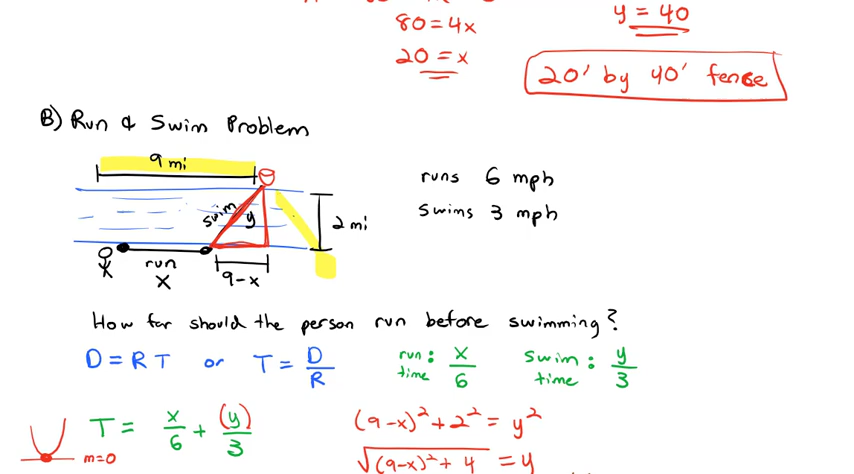 80 = 4x
y = 40
20 = x
20' by 40' fence
B) Run & Swim Problem
9 mi
runs 6 mph
swims 3 mph
swim
y
2 mi
run
x
9-x
How far should the person run before swimming?
D = R T or T = D/R
run time : x/6
swim time : y/3
T = x/6 + (y)/3
m=0
(9-x)² + 2² = y²
√(9-x)² + 4 = y